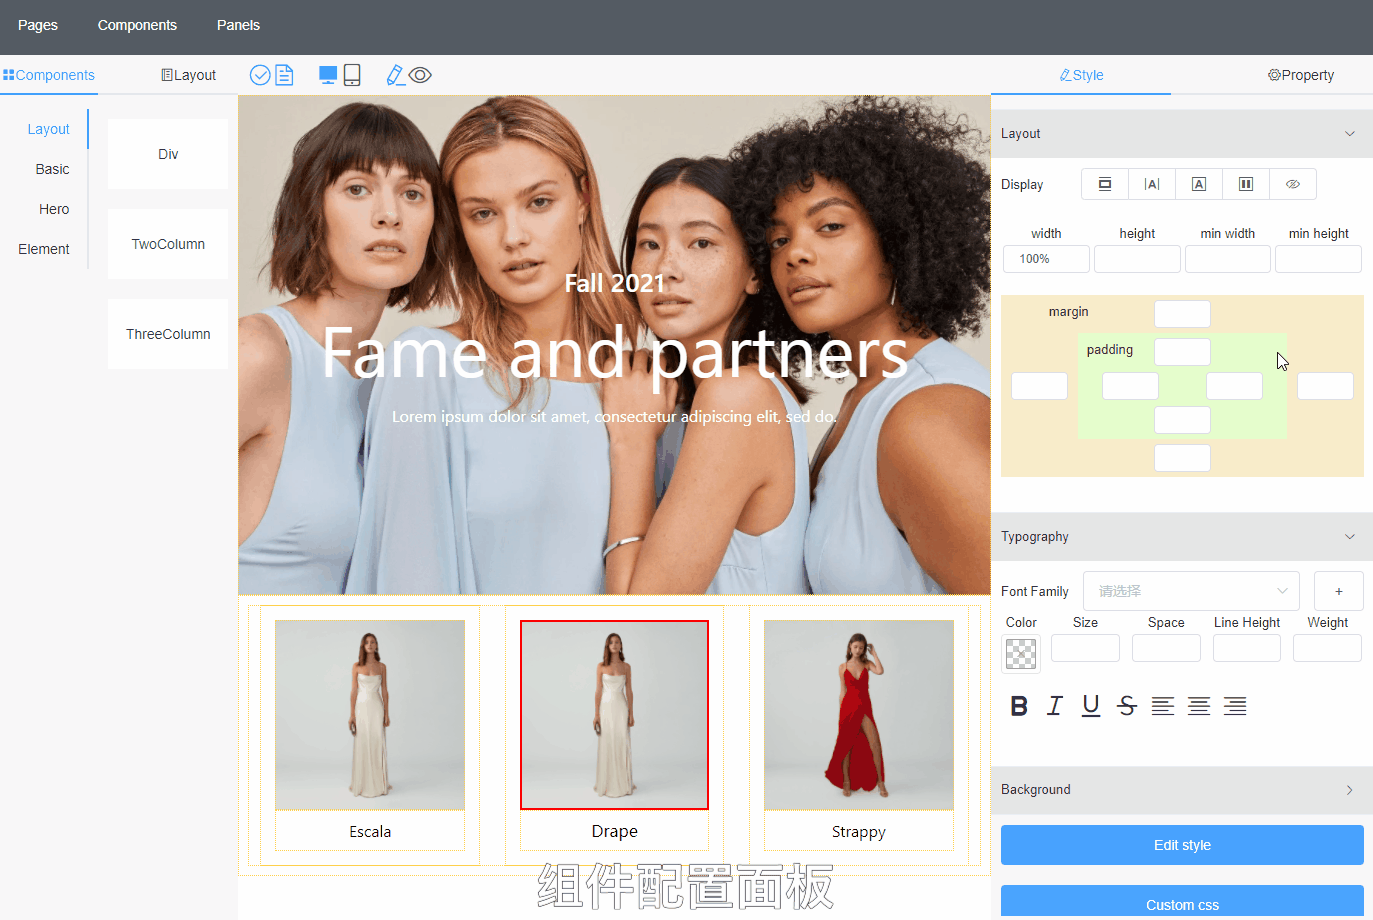 Pages Components Panels
Components Layout Style Property
Layout
Basic
Hero
Element
Div
TwoColumn
ThreeColumn
Fall 2021
Fame and partners
Lorem ipsum dolor sit amet, consectetur adipiscing elit, sed do.
Escala Drape Strappy
组件配置面板
Layout
Display
width height min width min height
100%
margin
padding
Typography
Font Family 请选择 +
Color Size Space Line Height Weight
B I U S
Background
Edit style
Custom css